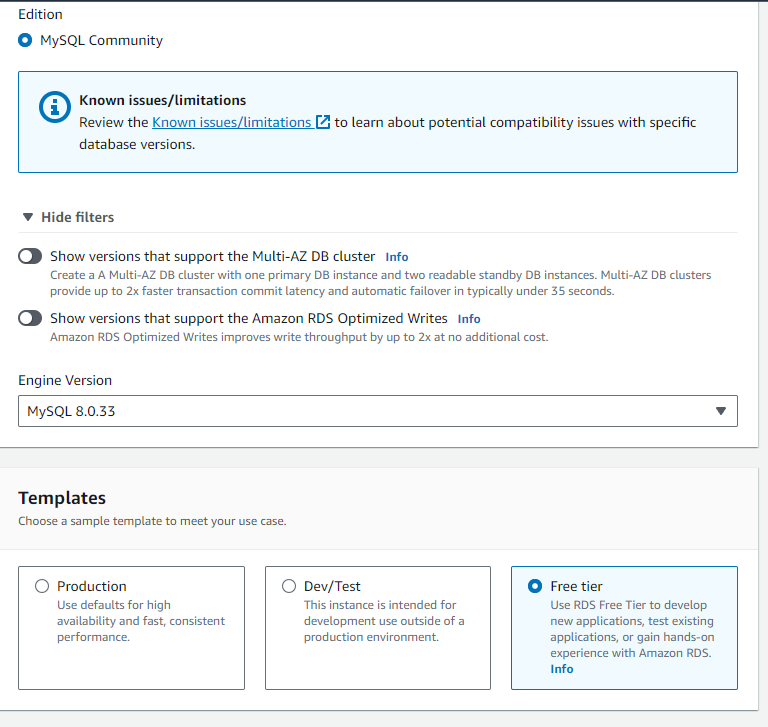 Edition
MySQL Community
Known issues/limitations
Review the Known issues/limitations to learn about potential compatibility issues with specific
database versions.
Hide filters
Show versions that support the Multi-AZ DB cluster Info
Create a A Multi-AZ DB cluster with one primary DB instance and two readable standby DB instances. Multi-AZ DB clusters
provide up to 2x faster transaction commit latency and automatic failover in typically under 35 seconds.
Show versions that support the Amazon RDS Optimized Writes Info
Amazon RDS Optimized Writes improves write throughput by up to 2x at no additional cost.
Engine Version
MySQL 8.0.33
Templates
Choose a sample template to meet your use case.
Production
Use defaults for high
availability and fast, consistent
performance.
Dev/Test
This instance is intended for
development use outside of a
production environment.
Free tier
Use RDS Free Tier to develop
new applications, test existing
applications, or gain hands-on
experience with Amazon RDS.
Info